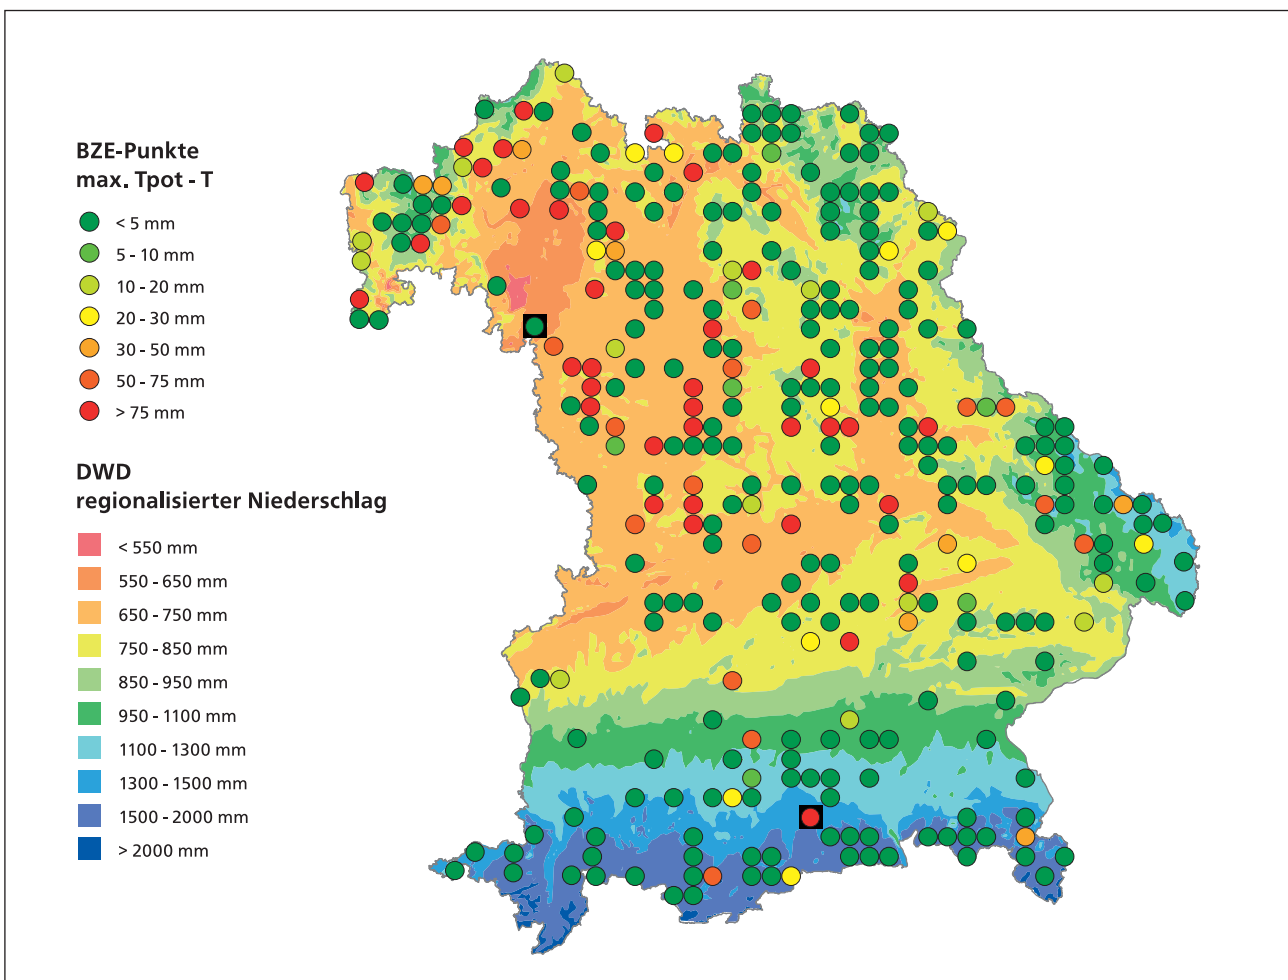 BZE-Punkte
max. Tpot - T
< 5 mm
5 - 10 mm
10 - 20 mm
20 - 30 mm
30 - 50 mm
50 - 75 mm
> 75 mm
DWD
regionalisierter Niederschlag
< 550 mm
550 - 650 mm
650 - 750 mm
750 - 850 mm
850 - 950 mm
950 - 1100 mm
1100 - 1300 mm
1300 - 1500 mm
1500 - 2000 mm
> 2000 mm